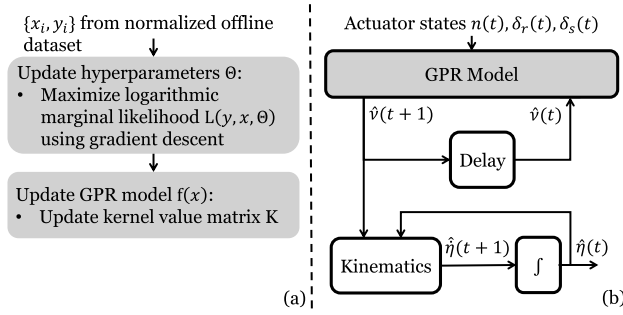 {xᵢ, yᵢ} from normalized offline
dataset
Update hyperparameters Θ:
• Maximize logarithmic
marginal likelihood L(y, x, Θ)
using gradient descent
Update GPR model f(x):
• Update kernel value matrix K
(a)
Actuator states n(t), δᵣ(t), δₛ(t)
GPR Model
v̂(t + 1)
v̂(t)
Delay
Kinematics
η̇̂(t + 1)
∫
η̂(t)
(b)